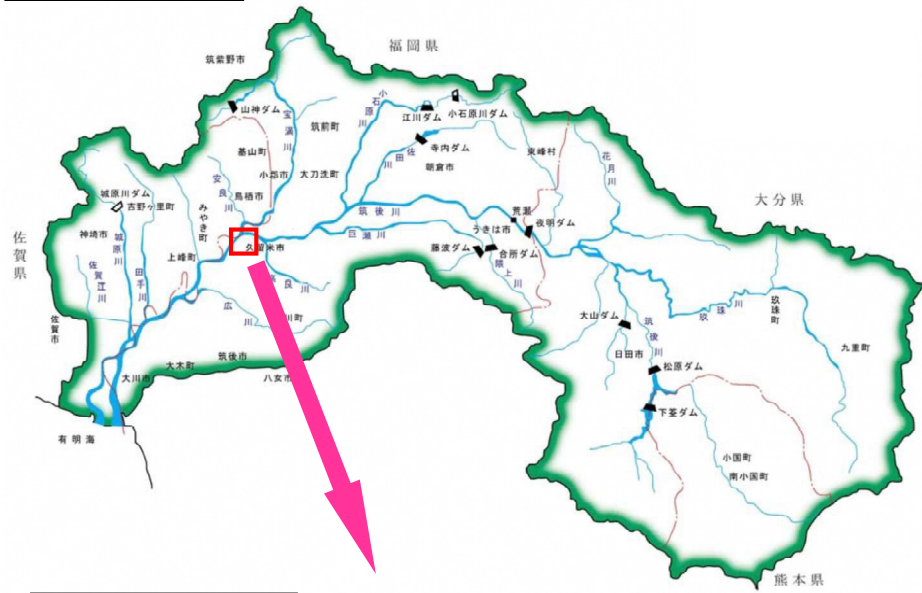 福岡県
筑紫野市
山神ダム
宝満川
筑前町
小石原川
江川ダム
小石原川ダム
寺内ダム
佐田川
朝倉市
東峰村
花月川
大分県
基山町
小郡市
大刀洗町
安良川
鳥栖市
みやき町
城原川ダム
吉野ヶ里町
神埼市
城原川
田手川
佐賀江川
佐賀県
佐賀市
上峰町
久留米市
筑後川
巨瀬川
荒瀬
うきは市
夜明ダム
藤波ダム
合所ダム
隈上川
高良川
広川
川町
筑後市
八女市
大木町
大川市
有明海
大山ダム
筑後川
日田市
松原ダム
下筌ダム
玖珠川
玖珠町
九重町
小国町
南小国町
熊本県